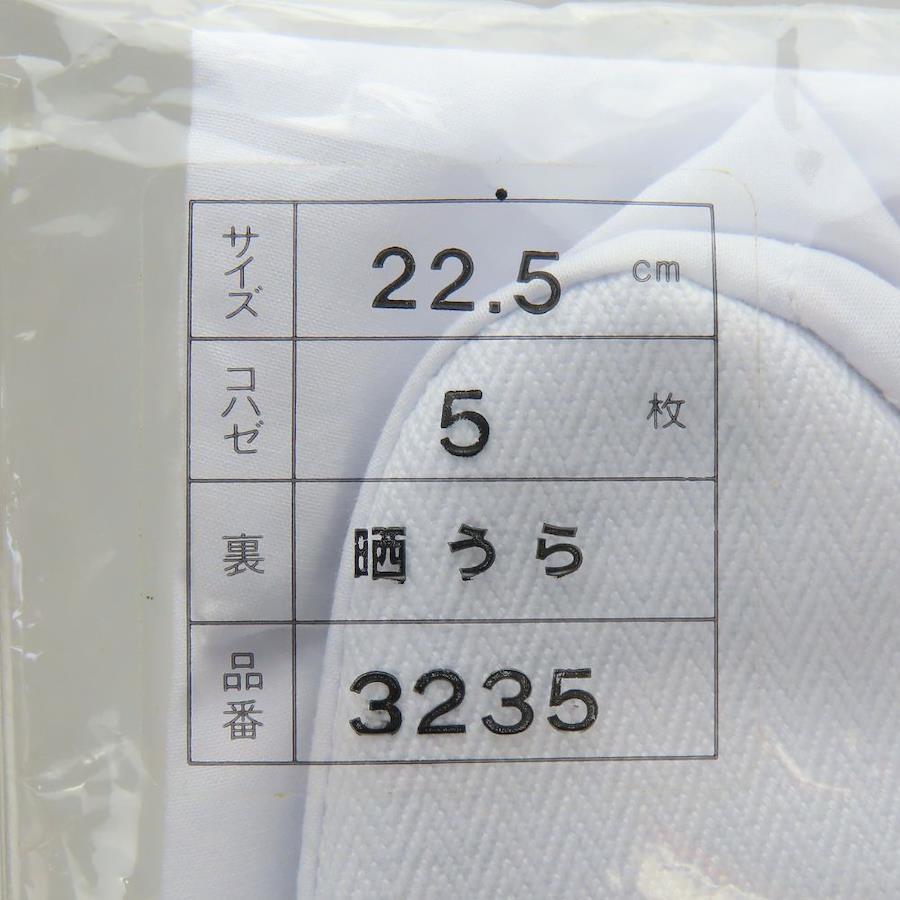 サイズ 22.5 cm
コハゼ 5 枚
裏 晒うら
品番 3235